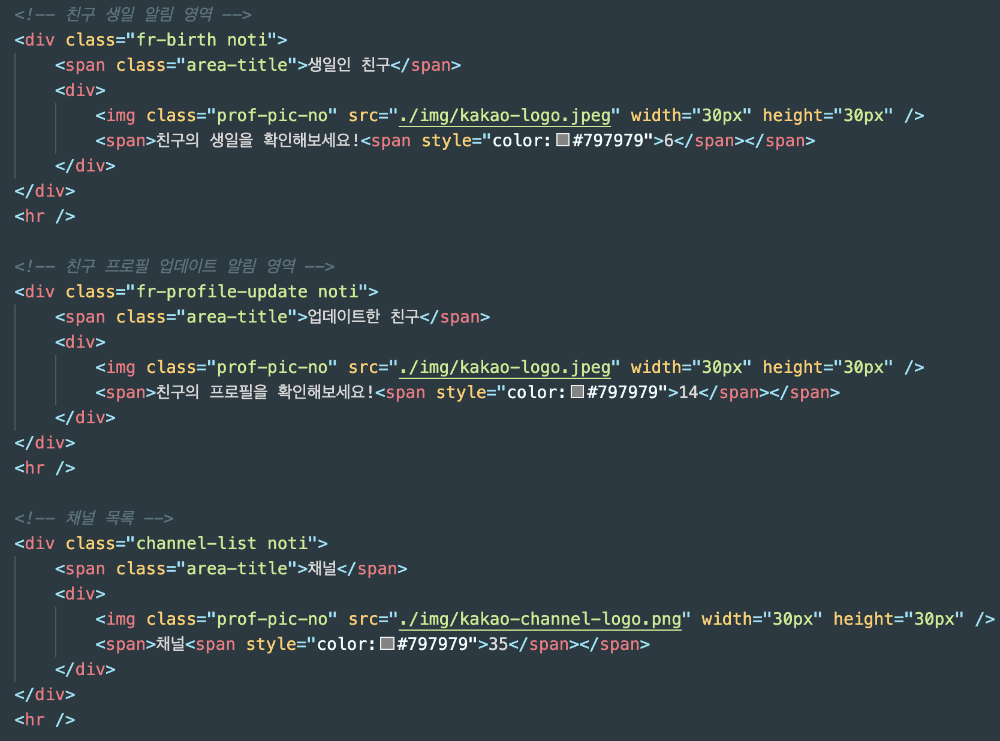 <!-- 친구 생일 알림 영역 -->
<div class="fr-birth noti">
    <span class="area-title">생일인 친구</span>
    <div>
        <img class="prof-pic-no" src="./img/kakao-logo.jpeg" width="30px" height="30px" />
        <span>친구의 생일을 확인해보세요!<span style="color:#797979">6</span></span>
    </div>
</div>
<hr />

<!-- 친구 프로필 업데이트 알림 영역 -->
<div class="fr-profile-update noti">
    <span class="area-title">업데이트한 친구</span>
    <div>
        <img class="prof-pic-no" src="./img/kakao-logo.jpeg" width="30px" height="30px" />
        <span>친구의 프로필을 확인해보세요!<span style="color:#797979">14</span></span>
    </div>
</div>
<hr />

<!-- 채널 목록 -->
<div class="channel-list noti">
    <span class="area-title">채널</span>
    <div>
        <img class="prof-pic-no" src="./img/kakao-channel-logo.png" width="30px" height="30px" />
        <span>채널<span style="color:#797979">35</span></span>
    </div>
</div>
<hr />